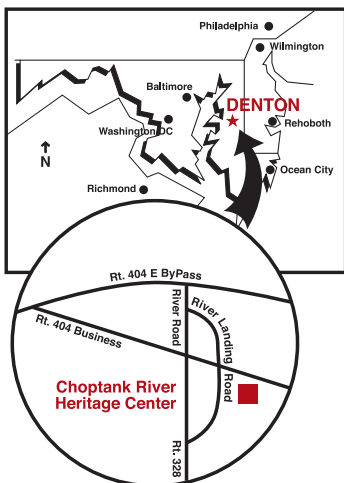 Philadelphia
Wilmington
Baltimore
DENTON
Washington DC
Rehoboth
N
Ocean City
Richmond
Rt. 404 E ByPass
River Road
River Landing
Road
Rt. 404 Business
Choptank River
Heritage Center
Rt. 328